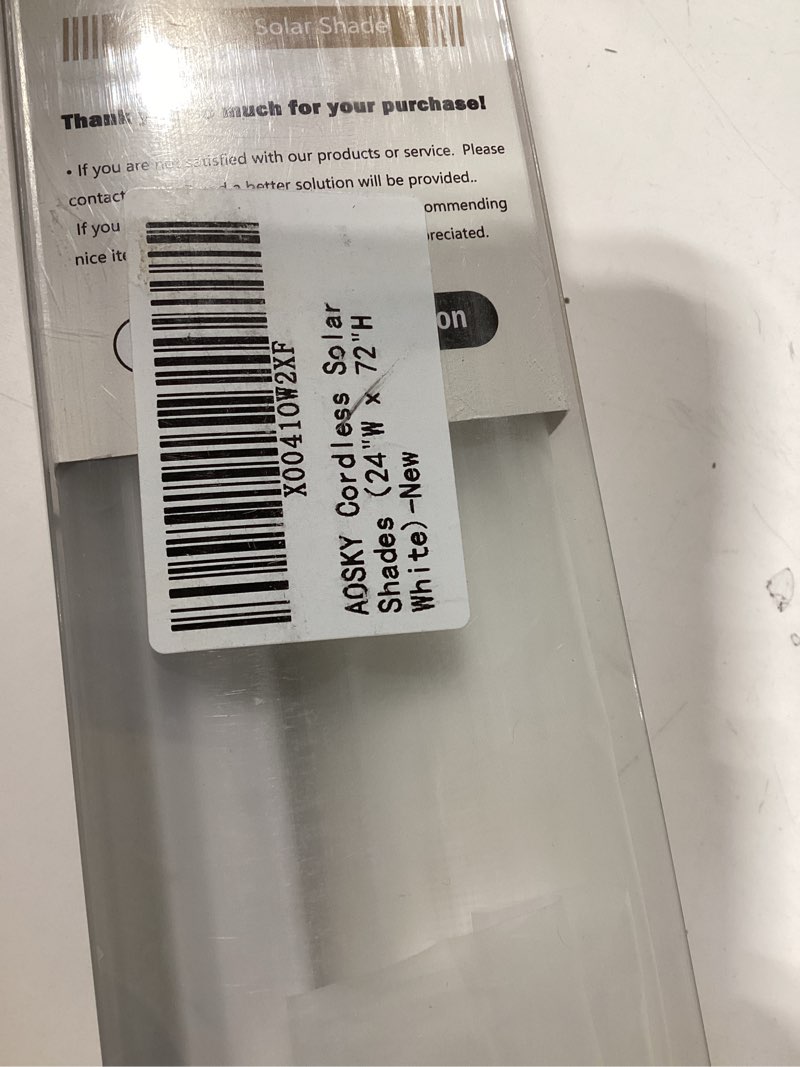 Solar Shade
Thank much for your purchase!
• If you are not satisfied with our products or service. Please
contact a better solution will be provided..
If you ommending
nice ite reciated.
on
X00410W2XF
AOSKY Cordless Solar
Shades (24"W x 72"H
White)-New